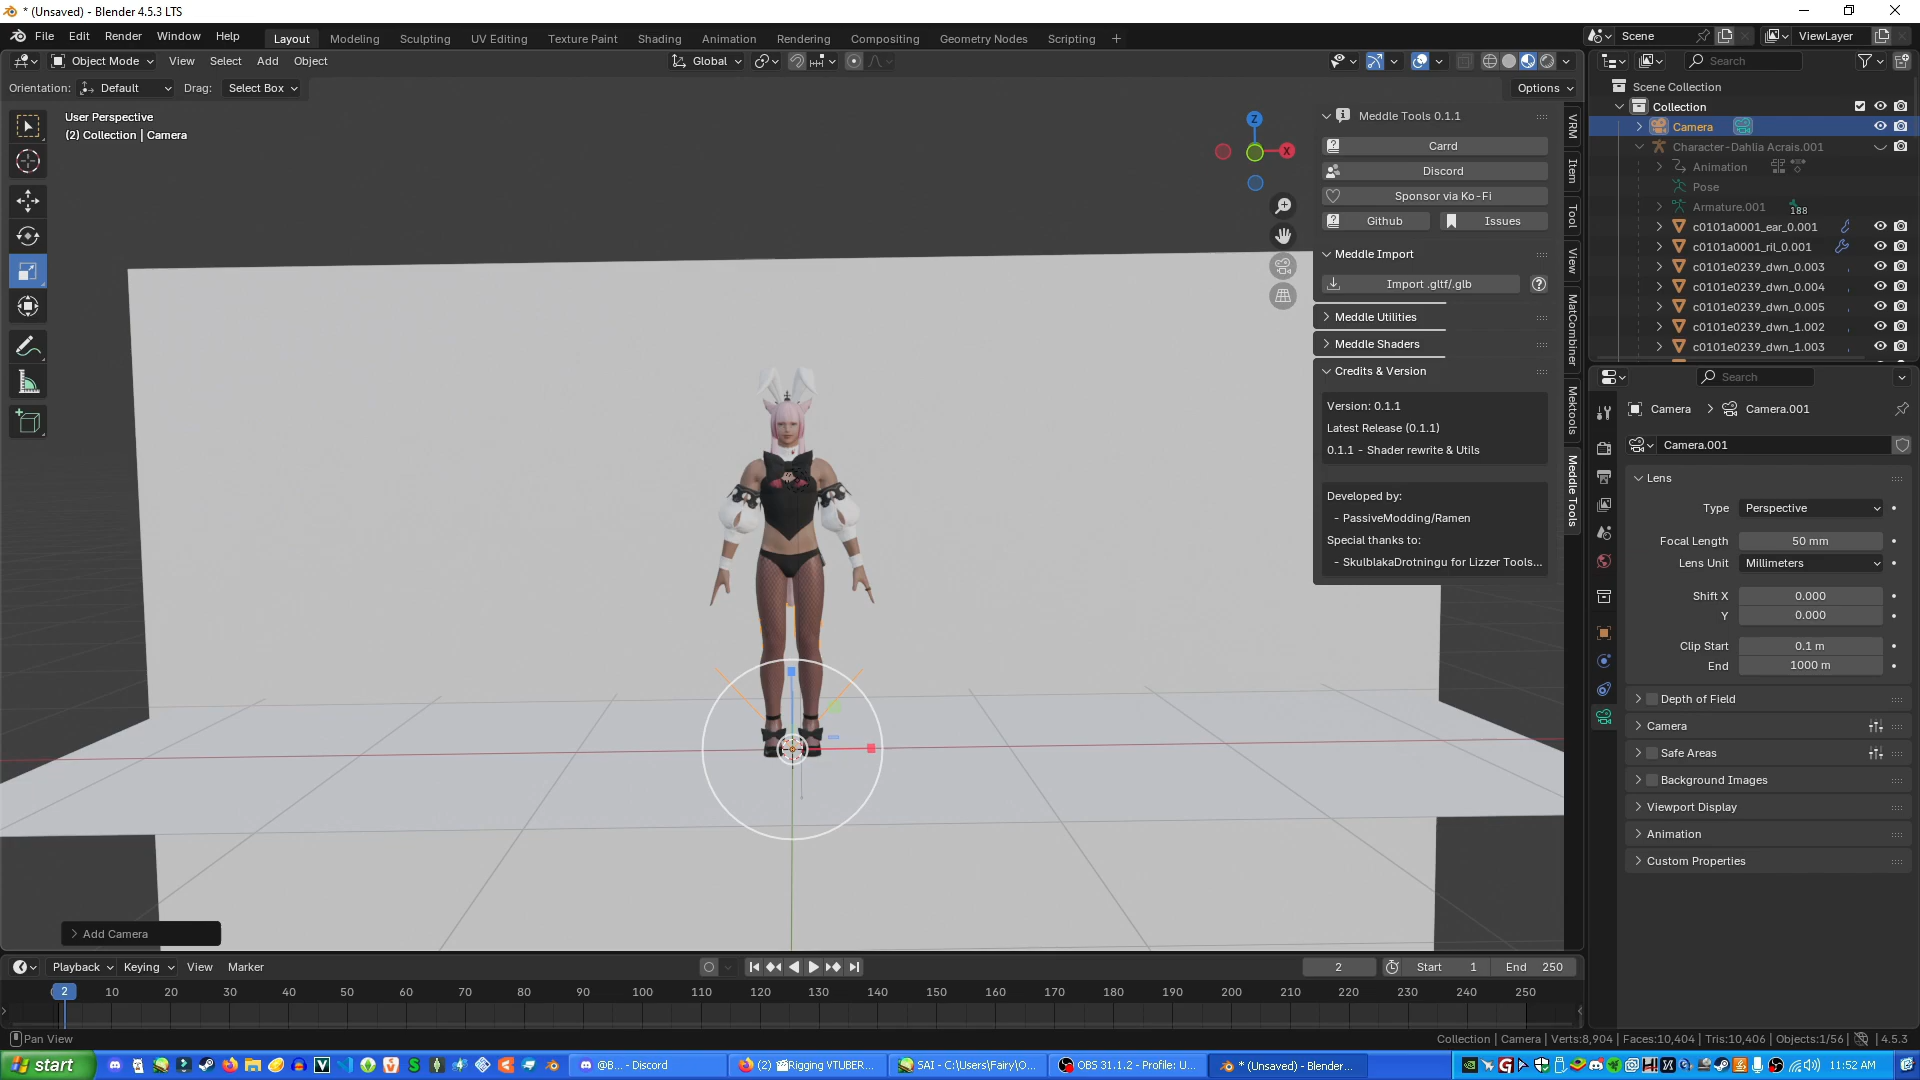 * (Unsaved) - Blender 4.5.3 LTS
File Edit Render Window Help
Layout Modeling Sculpting UV Editing Texture Paint Shading Animation Rendering Compositing Geometry Nodes Scripting +
Scene
ViewLayer
Object Mode View Select Add Object
Global
Search
Orientation: Default Drag: Select Box
Options
User Perspective
(2) Collection | Camera
Z
X
Meddle Tools 0.1.1
Carrd
Discord
Sponsor via Ko-Fi
Github Issues
Meddle Import
Import .gltf/.glb
Meddle Utilities
Meddle Shaders
Credits & Version
Version: 0.1.1
Latest Release (0.1.1)
0.1.1 - Shader rewrite & Utils
Developed by:
- PassiveModding/Ramen
Special thanks to:
- SkulblakaDrotningu for Lizzer Tools...
VRM
Item
Tool
View
MatCombiner
Mektools
Meddle Tools
Scene Collection
Collection
Camera
Character-Dahlia Acrais.001
Animation
Pose
Armature.001 188
c0101a0001_ear_0.001
c0101a0001_ril_0.001
c0101e0239_dwn_0.003
c0101e0239_dwn_0.004
c0101e0239_dwn_0.005
c0101e0239_dwn_1.002
c0101e0239_dwn_1.003
Search
Camera > Camera.001
Camera.001
Lens
Type Perspective
Focal Length 50 mm
Lens Unit Millimeters
Shift X 0.000
Y 0.000
Clip Start 0.1 m
End 1000 m
Depth of Field
Camera
Safe Areas
Background Images
Viewport Display
Animation
Custom Properties
Add Camera
Playback Keying View Marker
2 Start 1 End 250
2 10 20 30 40 50 60 70 80 90 100 110 120 130 140 150 160 170 180 190 200 210 220 230 240 250
Pan View
Collection | Camera | Verts:8,904 | Faces:10,404 | Tris:10,406 | Objects:1/56 | 4.5.3
start
@B... - Discord
(2) Rigging VTUBER...
SAI - C:\Users\Fairy\O...
OBS 31.1.2 - Profile: U...
* (Unsaved) - Blender...
11:52 AM